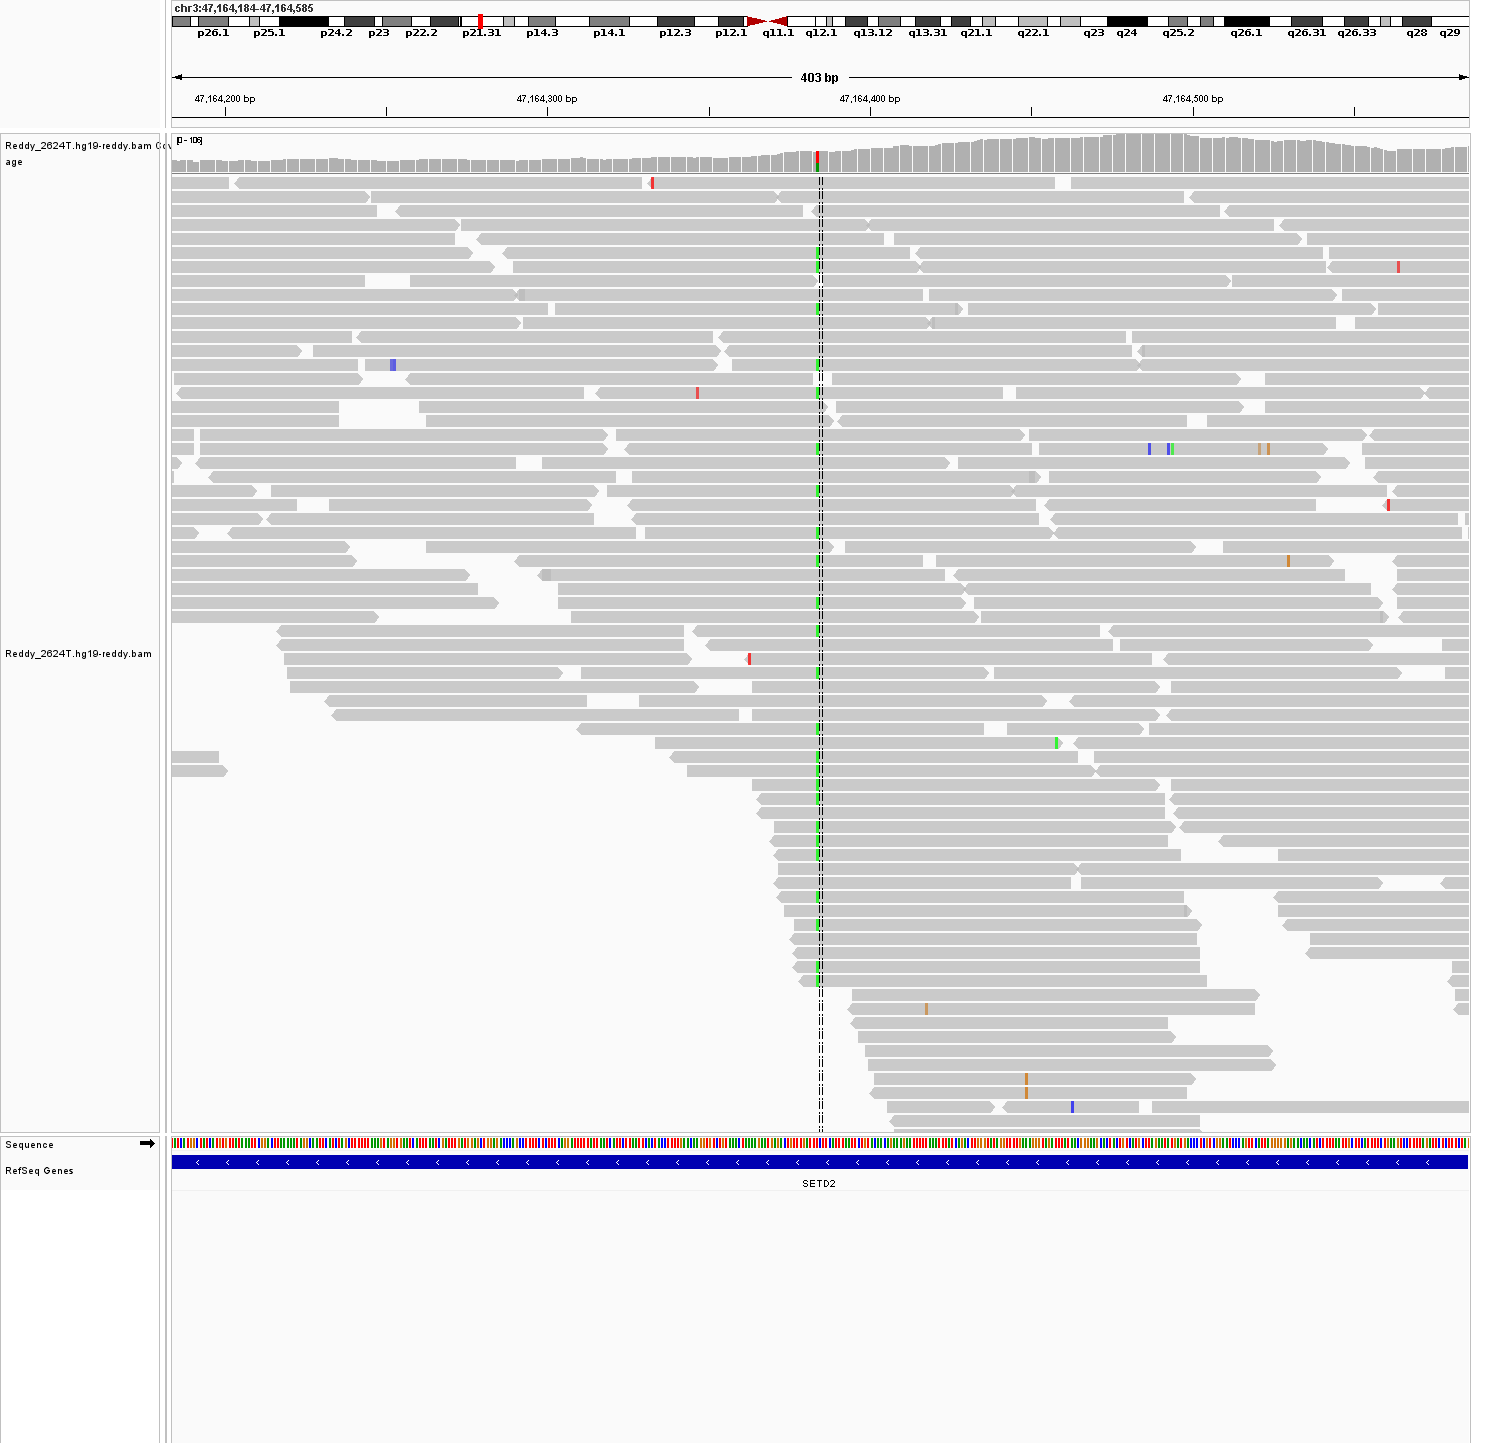 chr3:47,164,184-47,164,585
p26.1 p25.1 p24.2 p23 p22.2 p21.31 p14.3 p14.1 p12.3 p12.1 q11.1 q12.1 q13.12 q13.31 q21.1 q22.1 q23 q24 q25.2 q26.1 q26.31 q26.33 q28 q29
403 bp
47,164,200 bp 47,164,300 bp 47,164,400 bp 47,164,500 bp
[0 - 106]
Reddy_2624T.hg19-reddy.bam Cov
age
Reddy_2624T.hg19-reddy.bam
Sequence
RefSeq Genes
SETD2